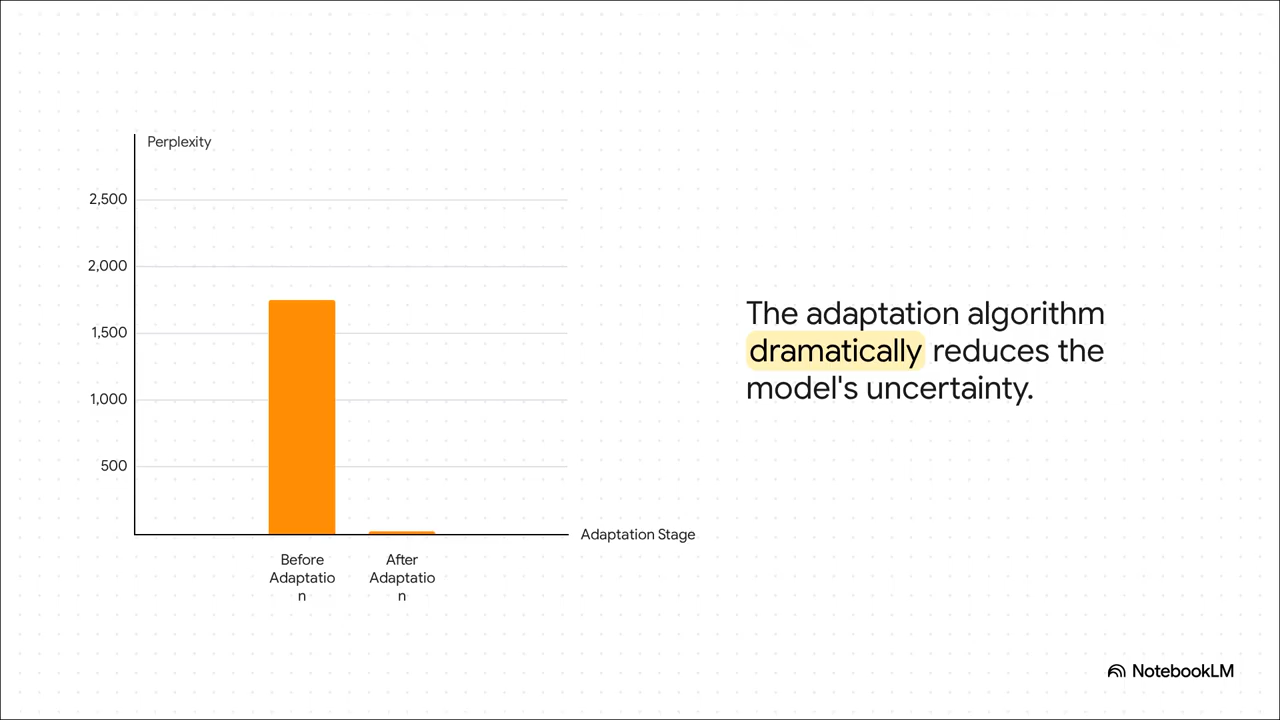 Perplexity
2,500
2,000
1,500
1,000
500
Adaptation Stage
Before
Adaptatio
n
After
Adaptatio
n
The adaptation algorithm
dramatically reduces the
model's uncertainty.
NotebookLM